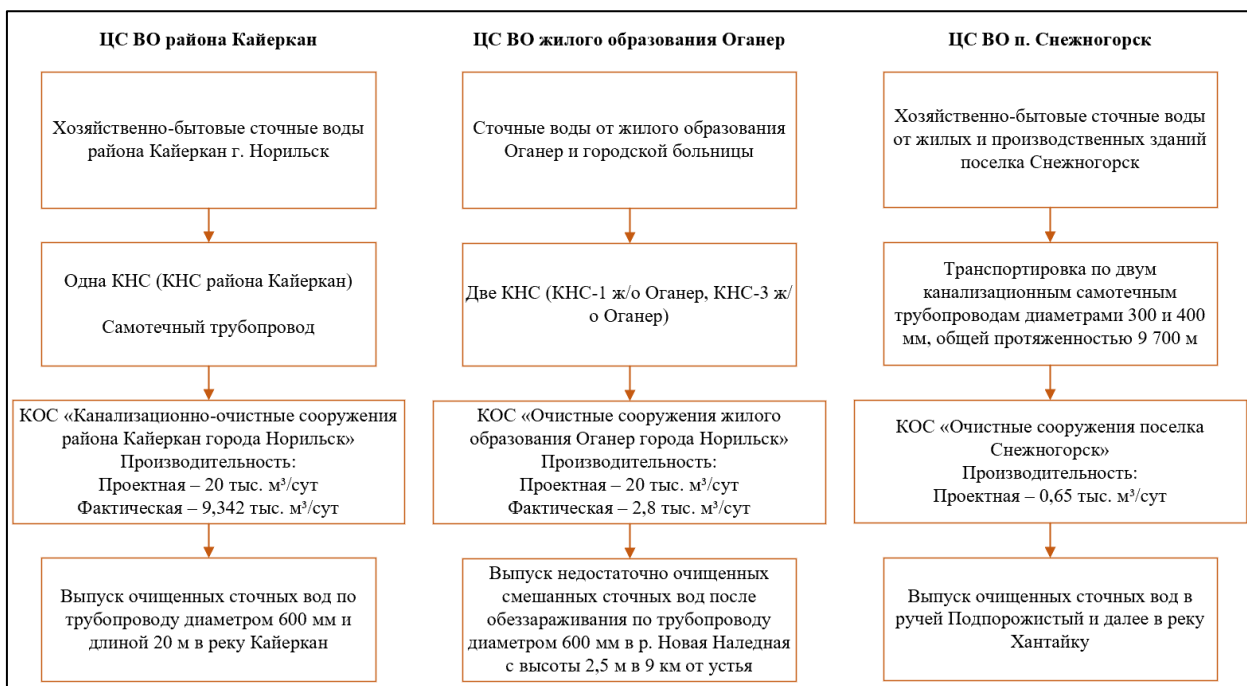 ЦС ВО района Кайеркан
Хозяйственно-бытовые сточные воды
района Кайеркан г. Норильск
Одна КНС (КНС района Кайеркан)
Самотечный трубопровод
КОС «Канализационно-очистные сооружения
района Кайеркан города Норильск»
Производительность:
Проектная – 20 тыс. м³/сут
Фактическая – 9,342 тыс. м³/сут
Выпуск очищенных сточных вод по
трубопроводу диаметром 600 мм и
длиной 20 м в реку Кайеркан
ЦС ВО жилого образования Оганер
Сточные воды от жилого образования
Оганер и городской больницы
Две КНС (КНС-1 ж/о Оганер, КНС-3 ж/
о Оганер)
КОС «Очистные сооружения жилого
образования Оганер города Норильск»
Производительность:
Проектная – 20 тыс. м³/сут
Фактическая – 2,8 тыс. м³/сут
Выпуск недостаточно очищенных
смешанных сточных вод после
обеззараживания по трубопроводу
диаметром 600 мм в р. Новая Наледная
с высоты 2,5 м в 9 км от устья
ЦС ВО п. Снежногорск
Хозяйственно-бытовые сточные воды
от жилых и производственных зданий
поселка Снежногорск
Транспортировка по двум
канализационным самотечным
трубопроводам диаметрами 300 и 400
мм, общей протяженностью 9 700 м
КОС «Очистные сооружения поселка
Снежногорск»
Производительность:
Проектная – 0,65 тыс. м³/сут
Выпуск очищенных сточных вод в
ручей Подпорожистый и далее в реку
Хантайку